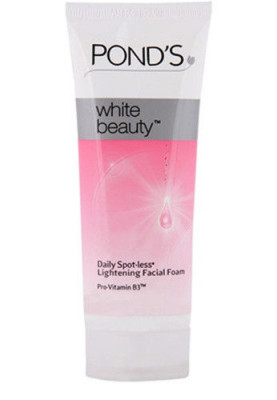 POND'S
white
beauty™
Daily Spot-less*
Lightening Facial Foam
Pro-Vitamin B3™